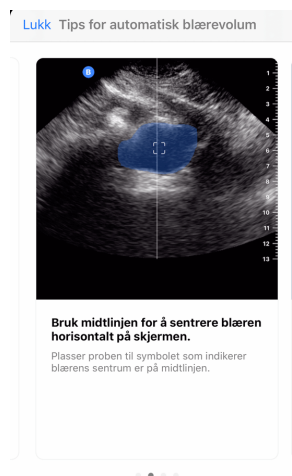 Lukk Tips for automatisk blærevolum
B
1
2
3
4
5
6
7
8
9
10
11
12
13
Bruk midtlinjen for å sentrere blæren
horisontalt på skjermen.
Plasser proben til symbolet som indikerer
blærens sentrum er på midtlinjen.